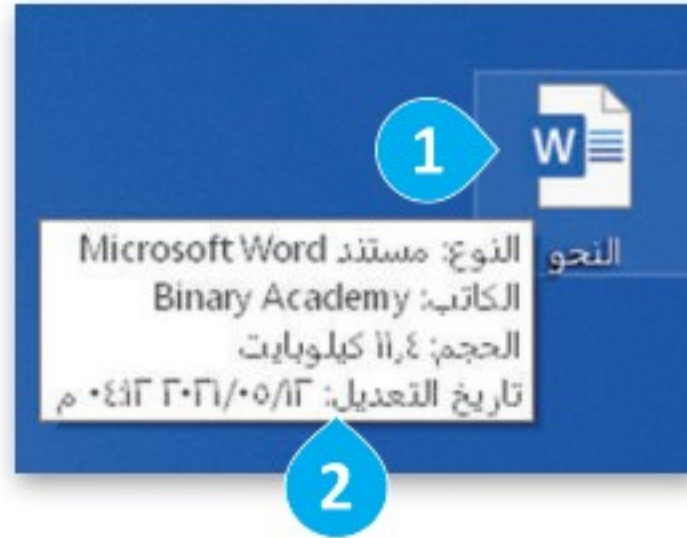 1
W
النحو
النوع: مستند Microsoft Word
الكاتب: Binary Academy
الحجم: ١١,٤ كيلوبايت
تاريخ التعديل: ٢٠٢١/٠٥/١٢ ٠٤:١٢ م
2